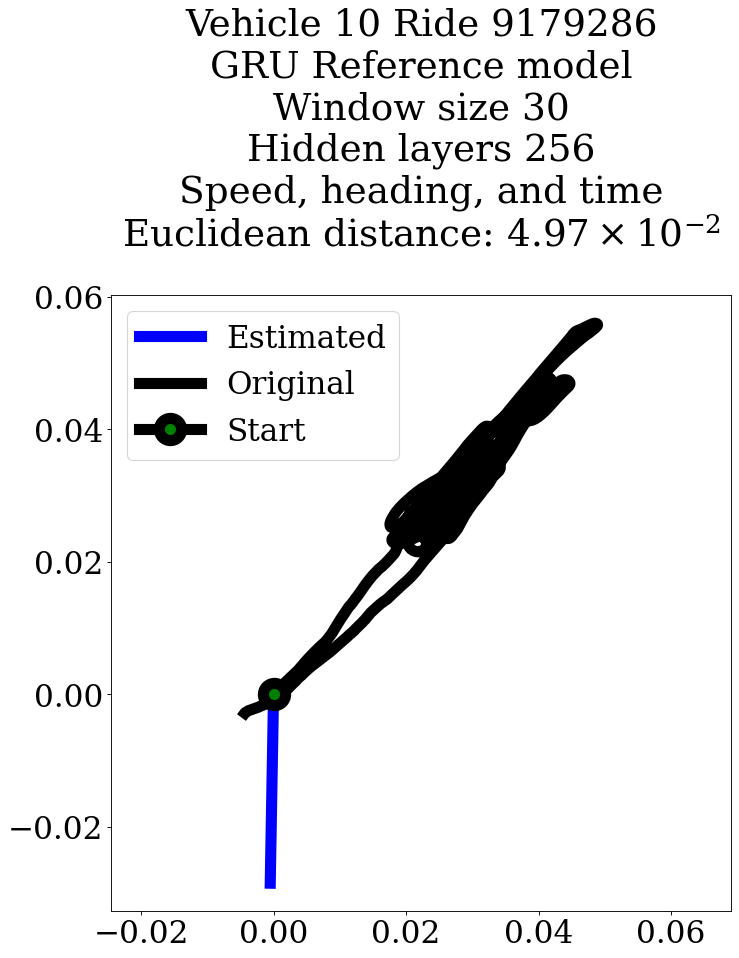 Vehicle 10 Ride 9179286
GRU Reference model
Window size 30
Hidden layers 256
Speed, heading, and time
Euclidean distance: 4.97 × 10⁻²
Estimated
Original
Start
0.06
0.04
0.02
0.00
−0.02
−0.02 0.00 0.02 0.04 0.06